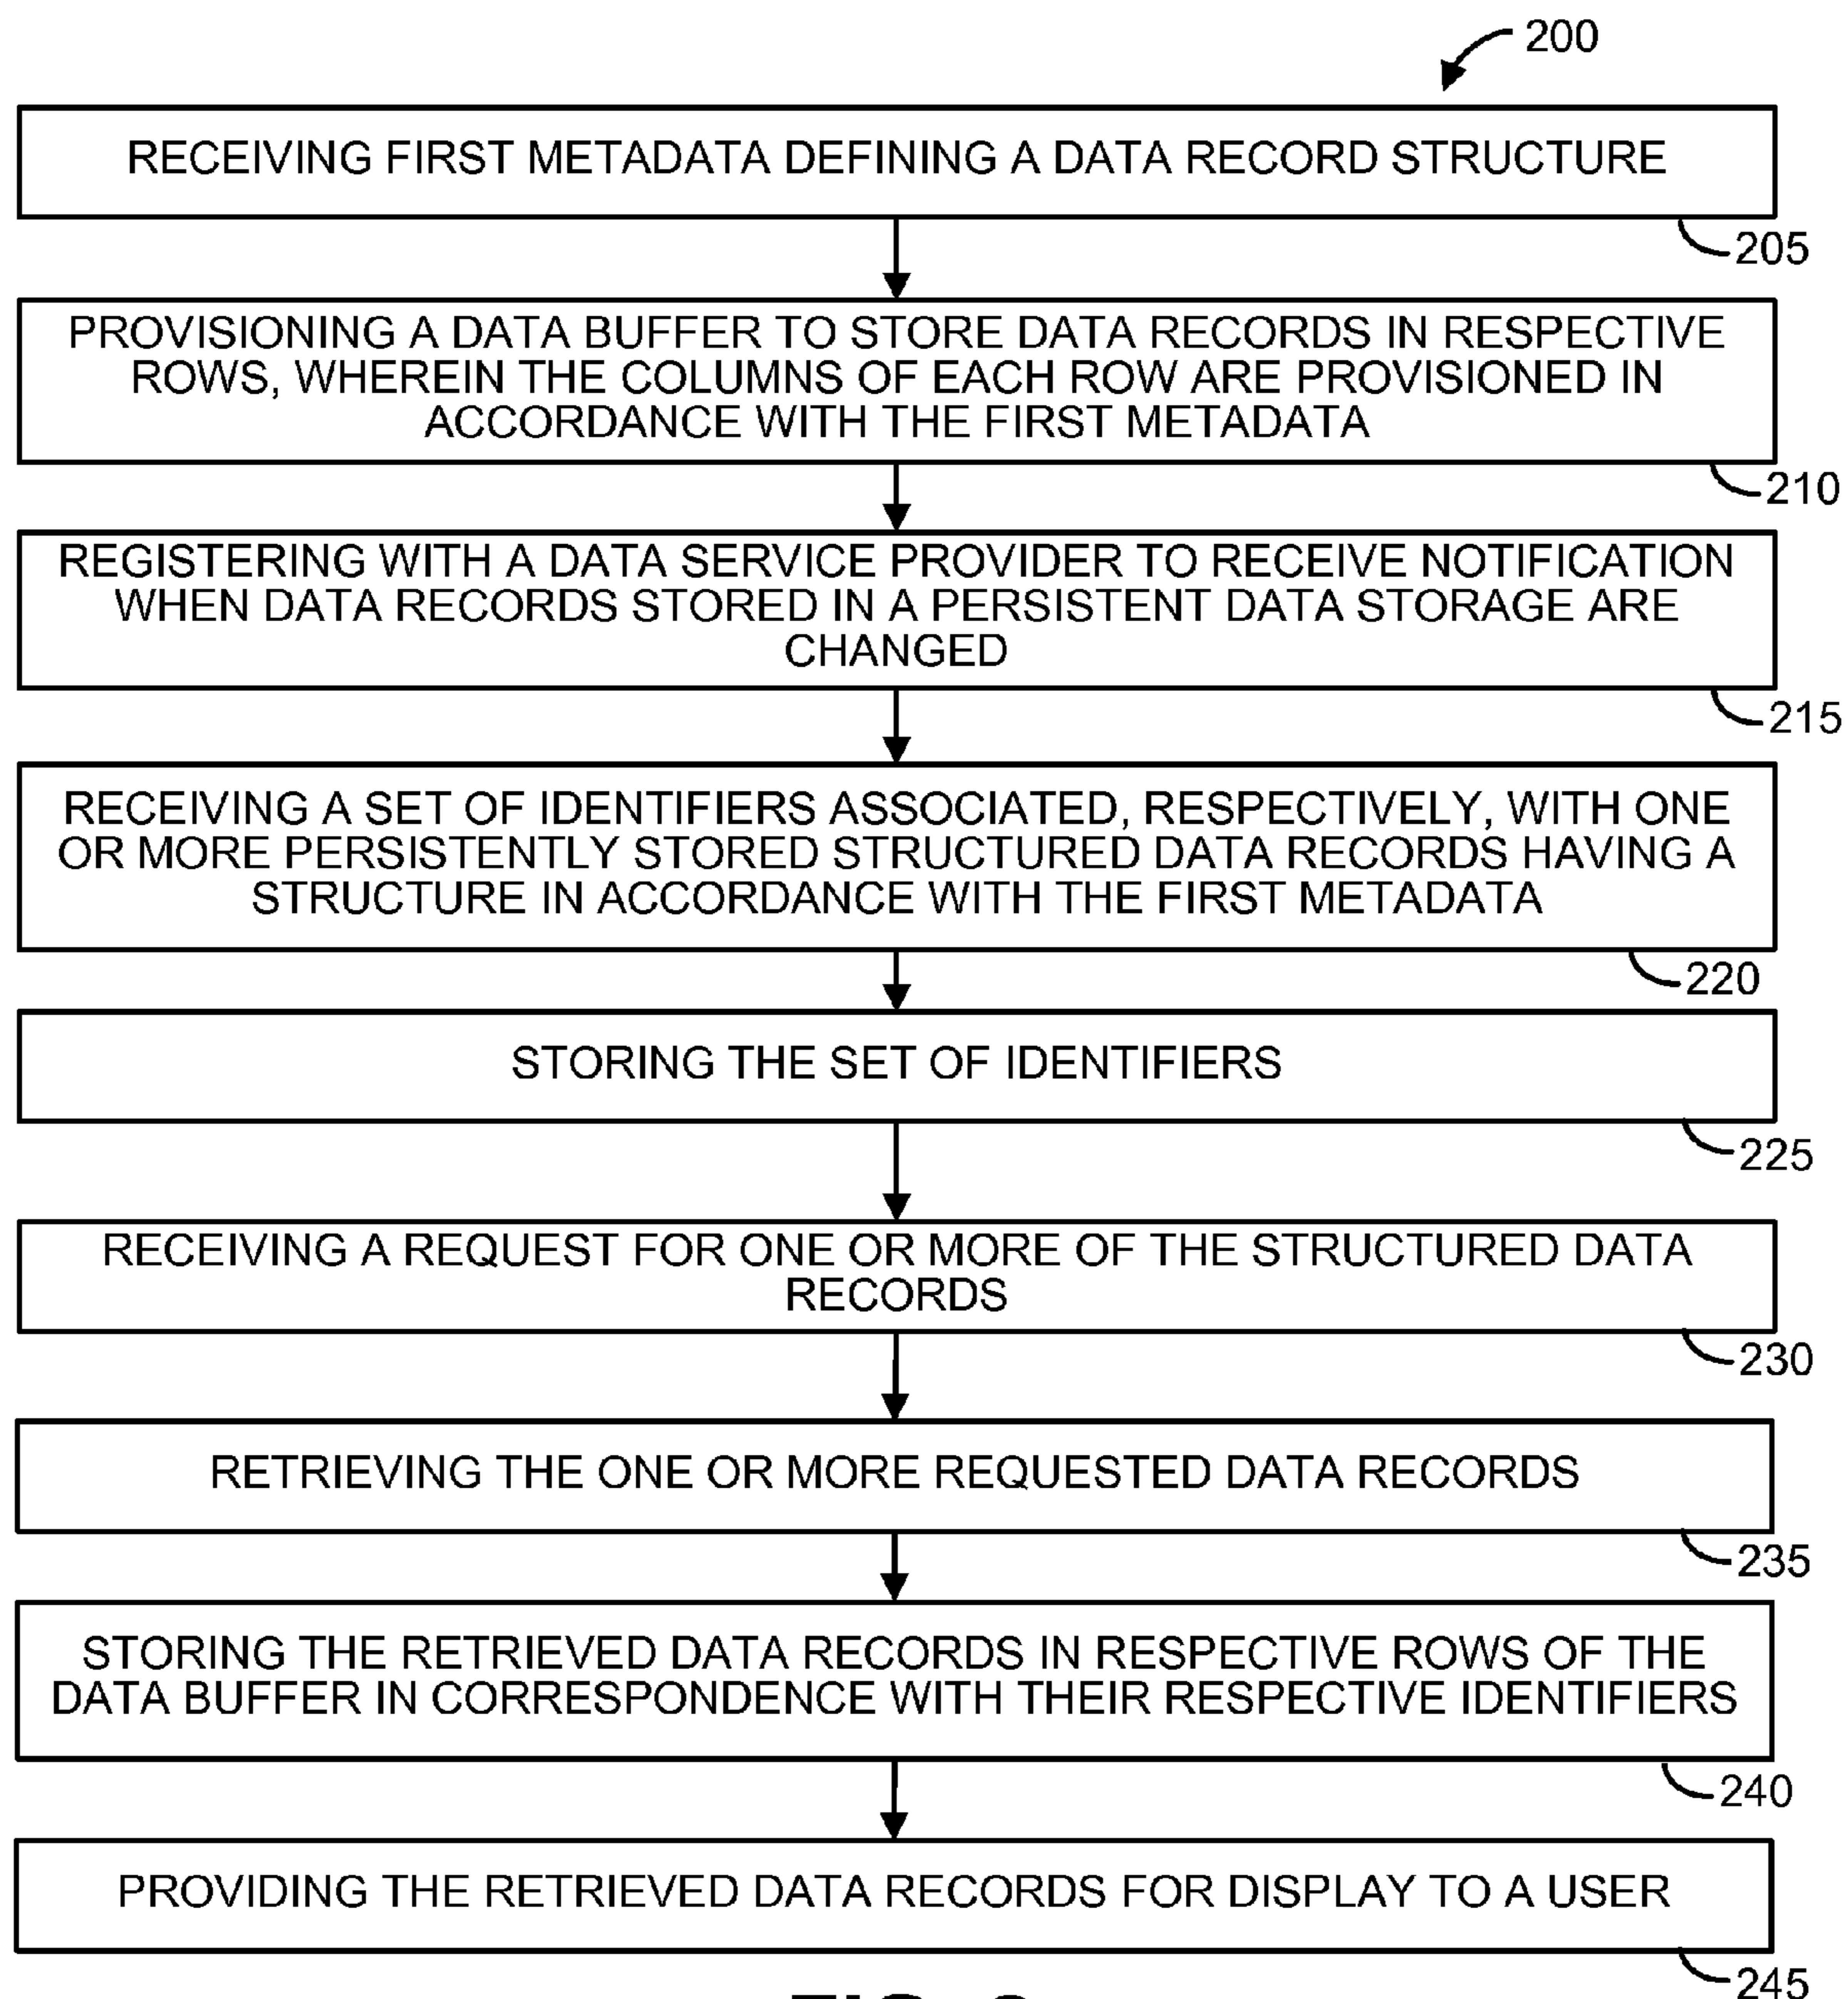 200
RECEIVING FIRST METADATA DEFINING A DATA RECORD STRUCTURE
205
PROVISIONING A DATA BUFFER TO STORE DATA RECORDS IN RESPECTIVE
ROWS, WHEREIN THE COLUMNS OF EACH ROW ARE PROVISIONED IN
ACCORDANCE WITH THE FIRST METADATA
210
REGISTERING WITH A DATA SERVICE PROVIDER TO RECEIVE NOTIFICATION
WHEN DATA RECORDS STORED IN A PERSISTENT DATA STORAGE ARE
CHANGED
215
RECEIVING A SET OF IDENTIFIERS ASSOCIATED, RESPECTIVELY, WITH ONE
OR MORE PERSISTENTLY STORED STRUCTURED DATA RECORDS HAVING A
STRUCTURE IN ACCORDANCE WITH THE FIRST METADATA
220
STORING THE SET OF IDENTIFIERS
225
RECEIVING A REQUEST FOR ONE OR MORE OF THE STRUCTURED DATA
RECORDS
230
RETRIEVING THE ONE OR MORE REQUESTED DATA RECORDS
235
STORING THE RETRIEVED DATA RECORDS IN RESPECTIVE ROWS OF THE
DATA BUFFER IN CORRESPONDENCE WITH THEIR RESPECTIVE IDENTIFIERS
240
PROVIDING THE RETRIEVED DATA RECORDS FOR DISPLAY TO A USER
245